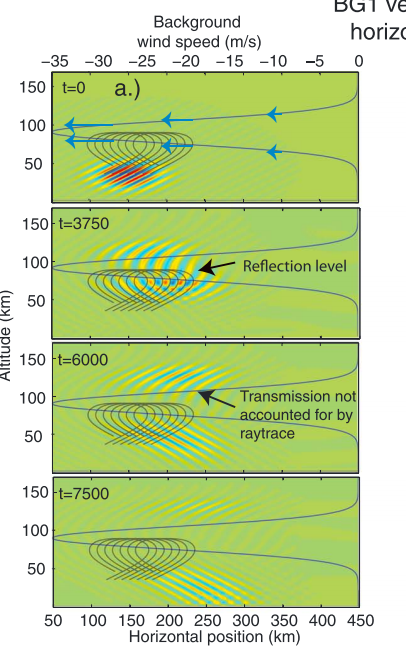 BG1 ve
horizo
Background
wind speed (m/s)
−35 −30 −25 −20 −15 −10 −5 0
t=0 a.)
150
100
50
t=3750
150
100
50
Reflection level
Altitude (km)
t=6000
150
100
50
Transmission not
accounted for by
raytrace
t=7500
150
100
50
50 100 150 200 250 300 350 400 450
Horizontal position (km)